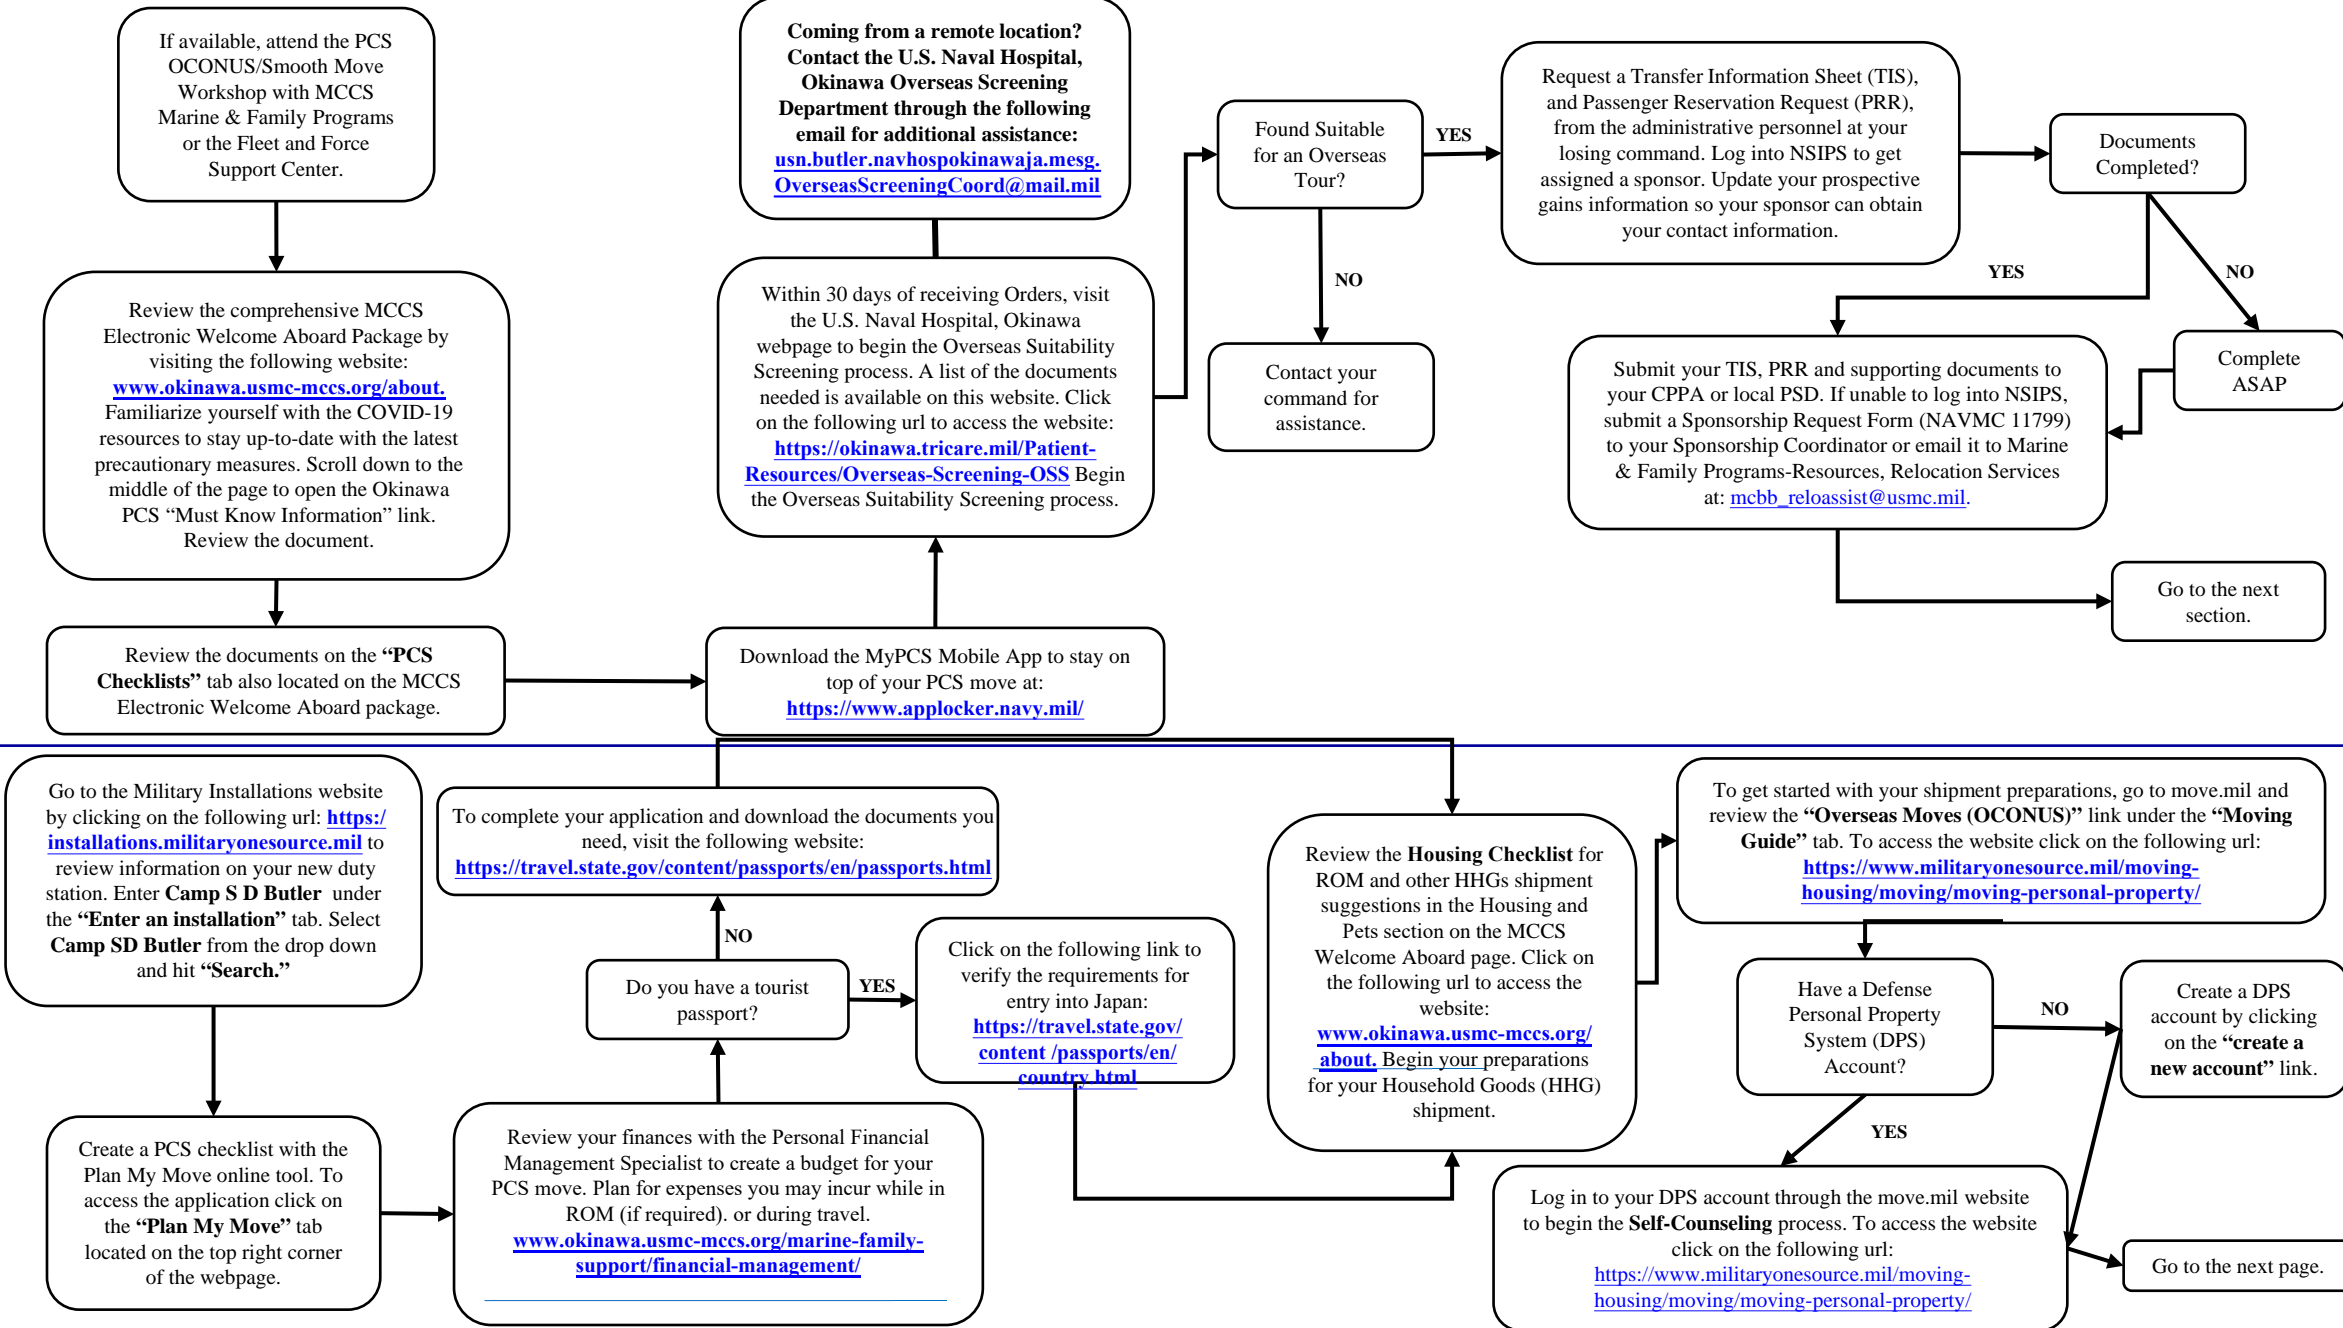 If available, attend the PCS
OCONUS/Smooth Move
Workshop with MCCS
Marine & Family Programs
or the Fleet and Force
Support Center.
Review the comprehensive MCCS
Electronic Welcome Aboard Package by
visiting the following website:
www.okinawa.usmc-mccs.org/about.
Familiarize yourself with the COVID-19
resources to stay up-to-date with the latest
precautionary measures. Scroll down to the
middle of the page to open the Okinawa
PCS “Must Know Information” link.
Review the document.
Review the documents on the “PCS
Checklists” tab also located on the MCCS
Electronic Welcome Aboard package.
Download the MyPCS Mobile App to stay on
top of your PCS move at:
https://www.applocker.navy.mil/
Within 30 days of receiving Orders, visit
the U.S. Naval Hospital, Okinawa
webpage to begin the Overseas Suitability
Screening process. A list of the documents
needed is available on this website. Click
on the following url to access the website:
https://okinawa.tricare.mil/Patient-
Resources/Overseas-Screening-OSS Begin
the Overseas Suitability Screening process.
Coming from a remote location?
Contact the U.S. Naval Hospital,
Okinawa Overseas Screening
Department through the following
email for additional assistance:
usn.butler.navhospokinawaja.mesg.
OverseasScreeningCoord@mail.mil
Found Suitable
for an Overseas
Tour?
YES
NO
Contact your
command for
assistance.
Request a Transfer Information Sheet (TIS),
and Passenger Reservation Request (PRR),
from the administrative personnel at your
losing command. Log into NSIPS to get
assigned a sponsor. Update your prospective
gains information so your sponsor can obtain
your contact information.
Documents
Completed?
YES
NO
Complete
ASAP
Submit your TIS, PRR and supporting documents to
your CPPA or local PSD. If unable to log into NSIPS,
submit a Sponsorship Request Form (NAVMC 11799)
to your Sponsorship Coordinator or email it to Marine
& Family Programs-Resources, Relocation Services
at: mcbb_reloassist@usmc.mil.
Go to the next
section.
Go to the Military Installations website
by clicking on the following url: https:/
installations.militaryonesource.mil to
review information on your new duty
station. Enter Camp S D Butler under
the “Enter an installation” tab. Select
Camp SD Butler from the drop down
and hit “Search.”
Create a PCS checklist with the
Plan My Move online tool. To
access the application click on
the “Plan My Move” tab
located on the top right corner
of the webpage.
Review your finances with the Personal Financial
Management Specialist to create a budget for your
PCS move. Plan for expenses you may incur while in
ROM (if required). or during travel.
www.okinawa.usmc-mccs.org/marine-family-
support/financial-management/
Do you have a tourist
passport?
NO
YES
To complete your application and download the documents you
need, visit the following website:
https://travel.state.gov/content/passports/en/passports.html
Click on the following link to
verify the requirements for
entry into Japan:
https://travel.state.gov/
content /passports/en/
country.html
Review the Housing Checklist for
ROM and other HHGs shipment
suggestions in the Housing and
Pets section on the MCCS
Welcome Aboard page. Click on
the following url to access the
website:
www.okinawa.usmc-mccs.org/
about. Begin your preparations
for your Household Goods (HHG)
shipment.
To get started with your shipment preparations, go to move.mil and
review the “Overseas Moves (OCONUS)” link under the “Moving
Guide” tab. To access the website click on the following url:
https://www.militaryonesource.mil/moving-
housing/moving/moving-personal-property/
Have a Defense
Personal Property
System (DPS)
Account?
NO
YES
Create a DPS
account by clicking
on the “create a
new account” link.
Log in to your DPS account through the move.mil website
to begin the Self-Counseling process. To access the website
click on the following url:
https://www.militaryonesource.mil/moving-
housing/moving/moving-personal-property/
Go to the next page.